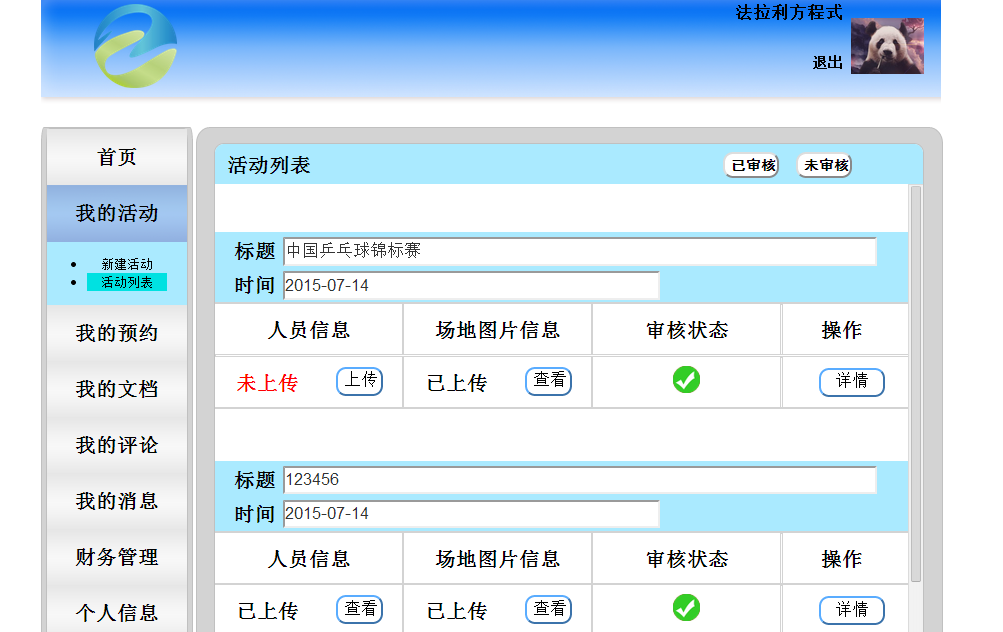 法拉利方程式
退出
首页
我的活动
新建活动
活动列表
我的预约
我的文档
我的评论
我的消息
财务管理
个人信息
活动列表 已审核 未审核
标题 中国乒乓球锦标赛
时间 2015-07-14
人员信息 场地图片信息 审核状态 操作
未上传 上传 已上传 查看 详情
标题 123456
时间 2015-07-14
人员信息 场地图片信息 审核状态 操作
已上传 查看 已上传 查看 详情